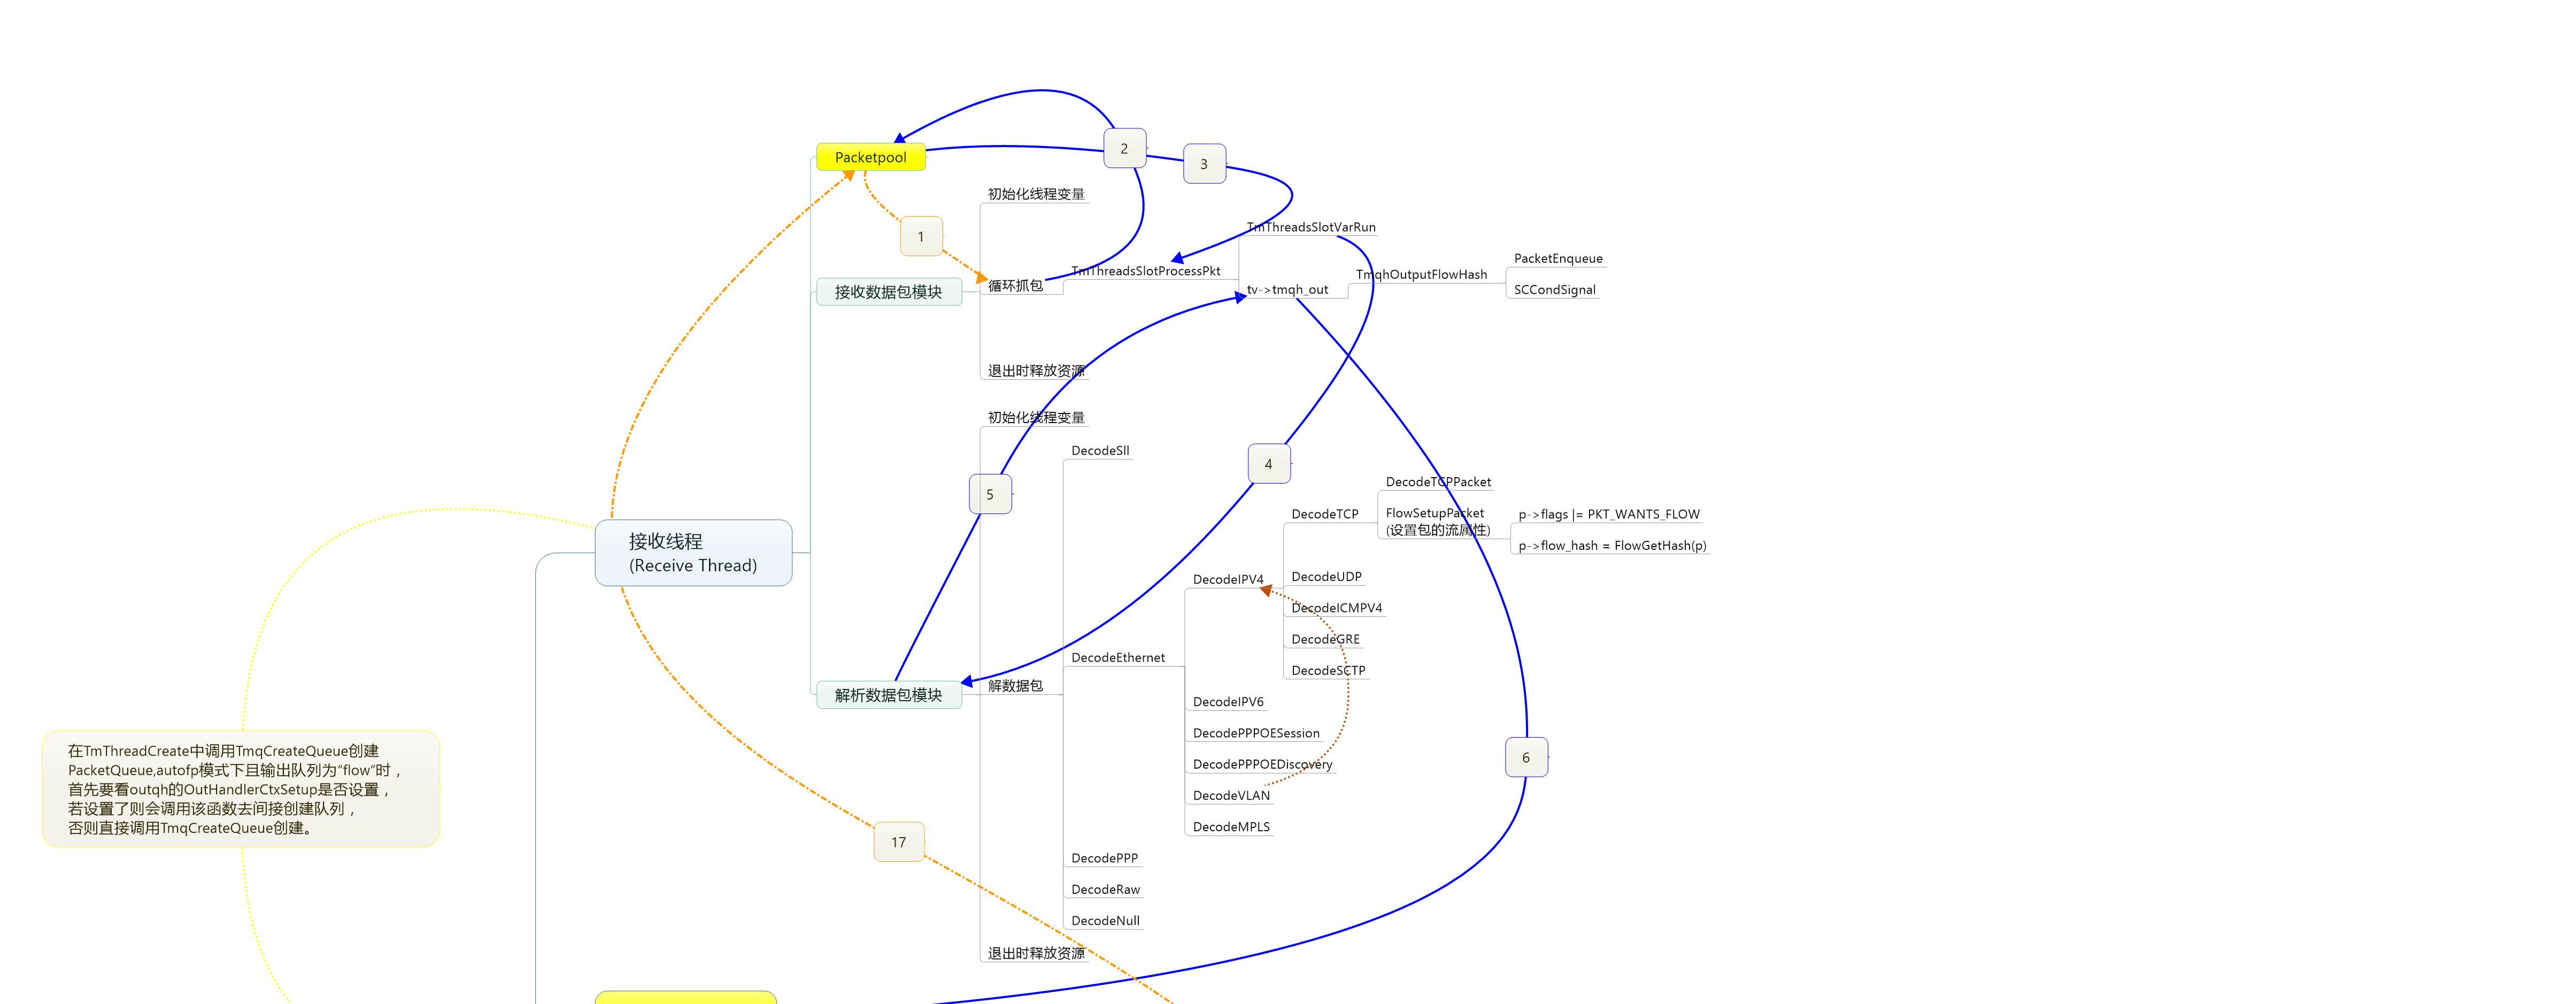 2
3
Packetpool
初始化线程变量
1
TmThreadsSlotVarRun
PacketEnqueue
TmThreadsSlotProcessPkt
TmqhOutputFlowHash
循环抓包
接收数据包模块
tv->tmqh_out
SCCondSignal
退出时释放资源
初始化线程变量
DecodeSll
4
5
DecodeTCPPacket
DecodeTCP
FlowSetupPacket
(设置包的流属性)
p->flags |= PKT_WANTS_FLOW
p->flow_hash = FlowGetHash(p)
接收线程
(Receive Thread)
DecodeIPV4
DecodeUDP
DecodeICMPV4
DecodeGRE
DecodeEthernet
DecodeSCTP
解析数据包模块
解数据包
DecodeIPV6
DecodePPPOESession
DecodePPPOEDiscovery
DecodeVLAN
DecodeMPLS
6
在TmThreadCreate中调用TmqCreateQueue创建
PacketQueue,autofp模式下且输出队列为“flow”时，
首先要看outqh的OutHandlerCtxSetup是否设置，
若设置了则会调用该函数去间接创建队列，
否则直接调用TmqCreateQueue创建。
17
DecodePPP
DecodeRaw
DecodeNull
退出时释放资源